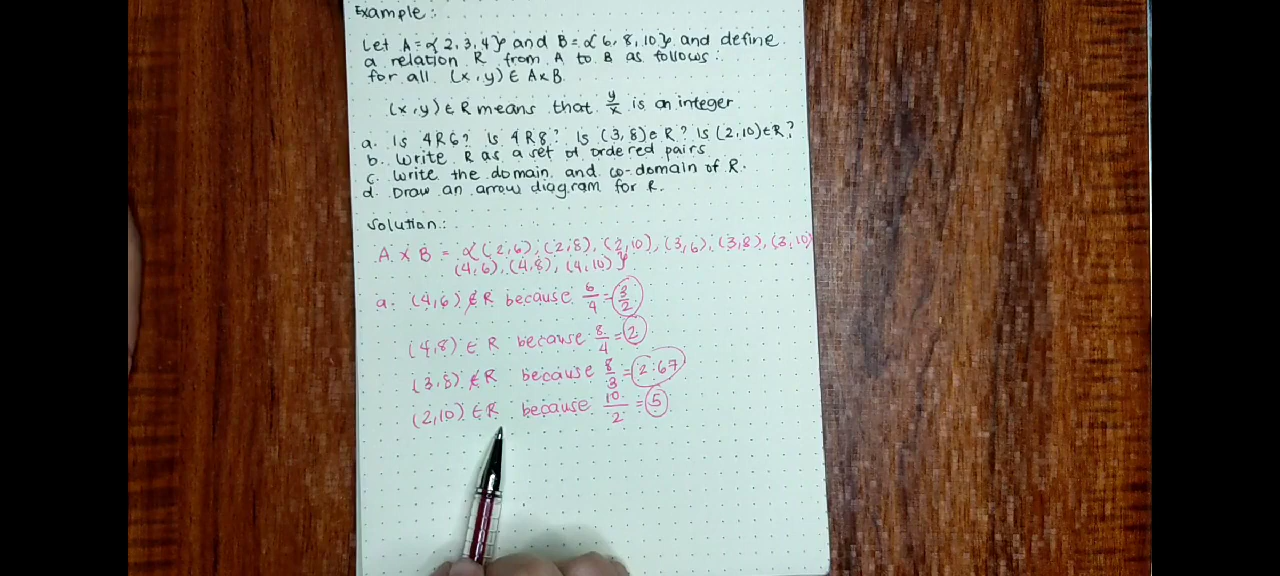 Example:
Let A = { 2, 3, 4 } and B = { 6, 8, 10 } and define
a relation R from A to B as follows:
for all (x, y) ∈ A x B
(x, y) ∈ R means that y/x is an integer
a. Is 4R6? Is 4R8? Is (3, 8) ∈ R? Is (2, 10) ∈ R?
b. Write R as a set of ordered pairs
c. Write the domain and co-domain of R.
d. Draw an arrow diagram for R.
Solution:
A x B = { (2,6), (2,8), (2,10), (3,6), (3,8), (3,10)
(4,6), (4,8), (4,10) }
a. (4,6) ∉ R because 6/4 = 3/2
(4,8) ∈ R because 8/4 = 2
(3,8) ∉ R because 8/3 = 2.67
(2,10) ∈ R because 10/2 = 5